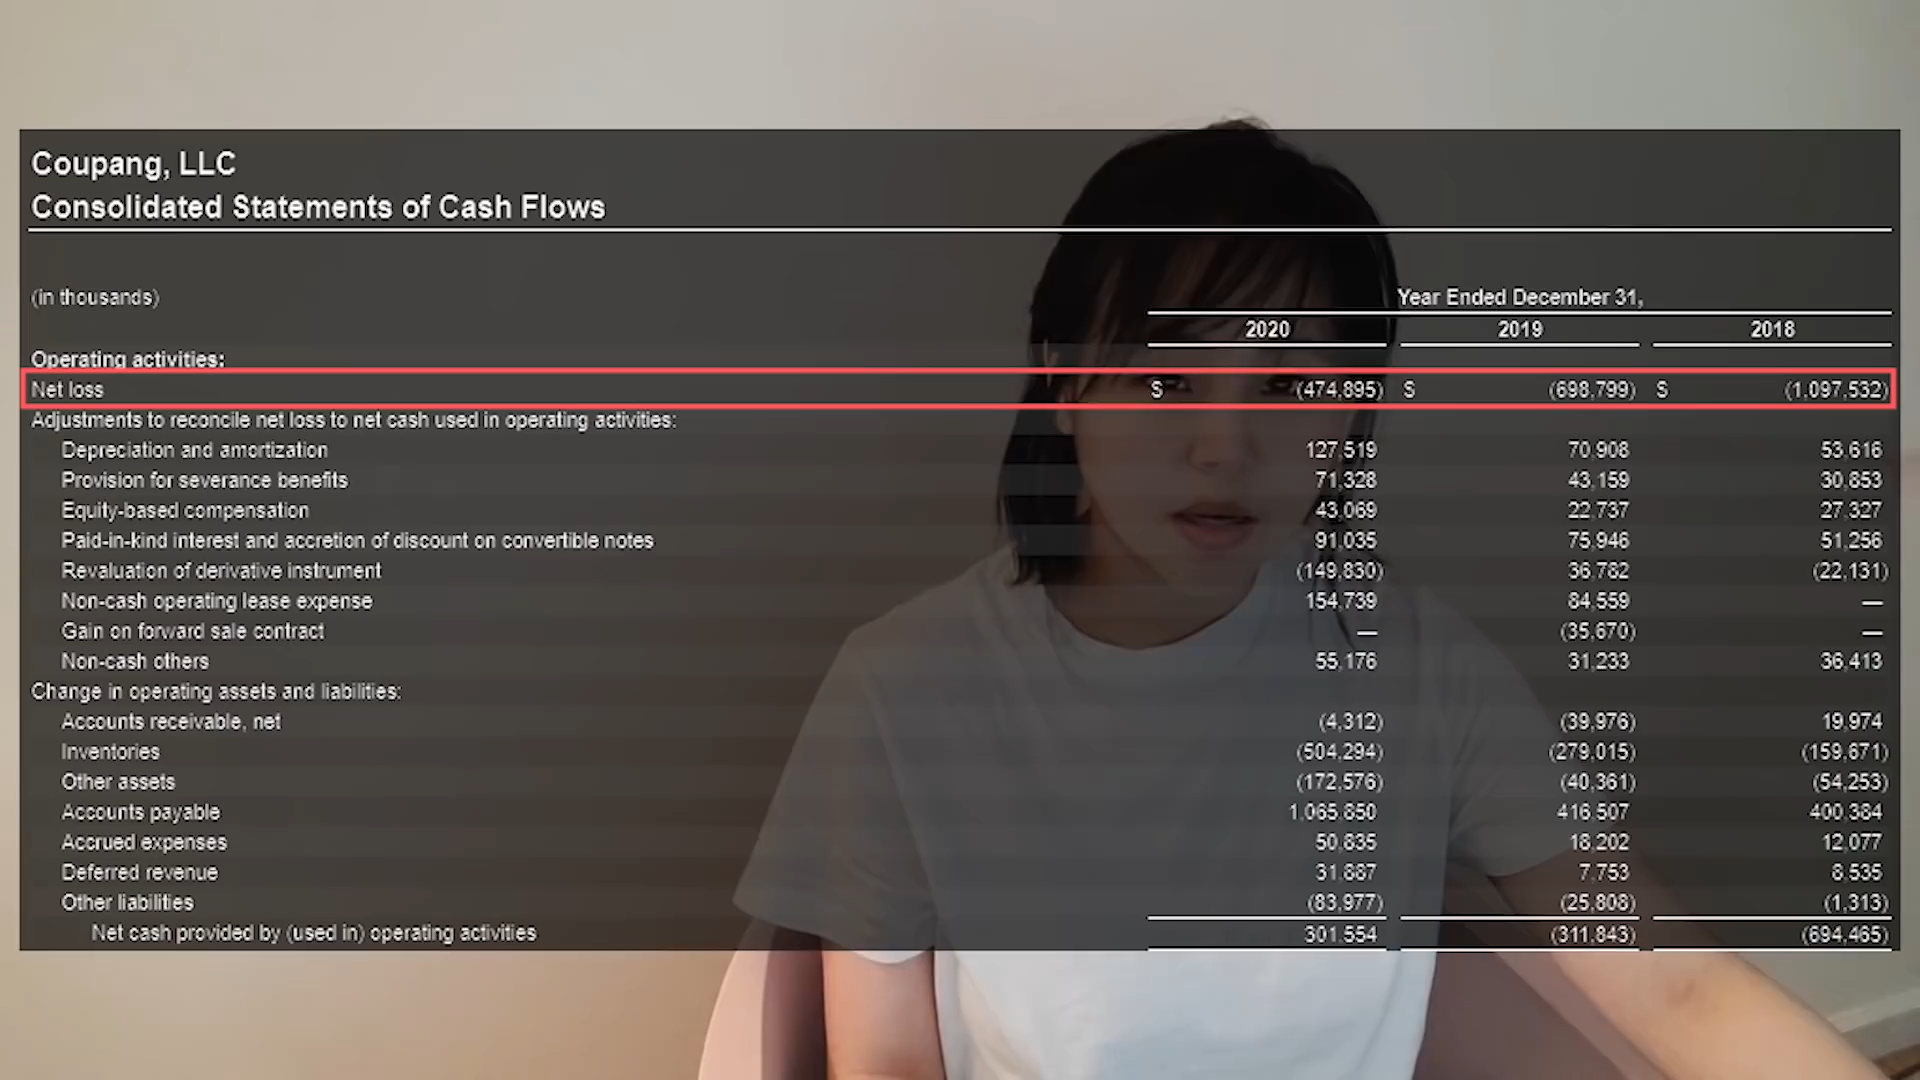 Coupang, LLC
Consolidated Statements of Cash Flows
(in thousands) Year Ended December 31,
2020 2019 2018
Operating activities:
Net loss $ (474,895) $ (698,799) $ (1,097,532)
Adjustments to reconcile net loss to net cash used in operating activities:
Depreciation and amortization 127,519 70,908 53,616
Provision for severance benefits 71,328 43,159 30,853
Equity-based compensation 43,069 22,737 27,327
Paid-in-kind interest and accretion of discount on convertible notes 91,035 75,946 51,256
Revaluation of derivative instrument (149,830) 36,782 (22,131)
Non-cash operating lease expense 154,739 84,559 —
Gain on forward sale contract — (35,670) —
Non-cash others 55,176 31,233 36,413
Change in operating assets and liabilities:
Accounts receivable, net (4,312) (39,976) 19,974
Inventories (504,294) (279,015) (159,671)
Other assets (172,576) (40,361) (54,253)
Accounts payable 1,065,850 416,507 400,384
Accrued expenses 50,835 18,202 12,077
Deferred revenue 31,887 7,753 8,535
Other liabilities (83,977) (25,808) (1,313)
Net cash provided by (used in) operating activities 301,554 (311,843) (694,465)